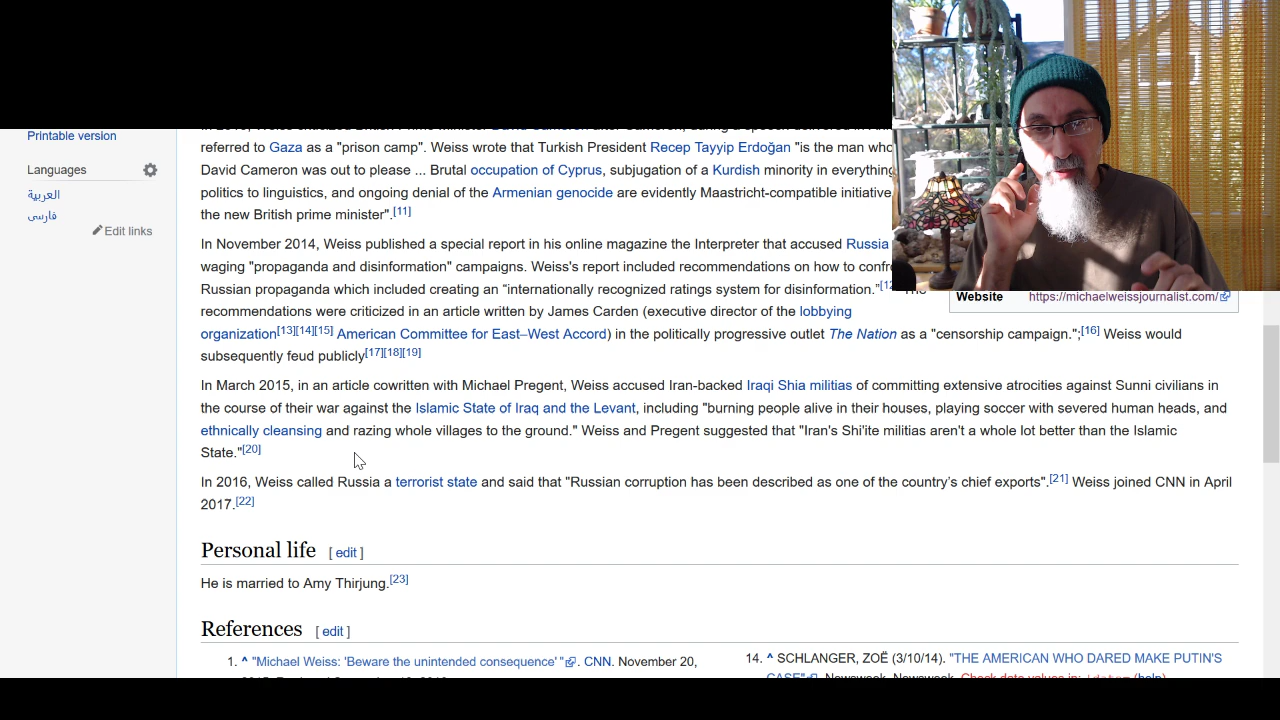 Printable version
Languages
العربية
فارسی
Edit links
referred to Gaza as a "prison camp". Weiss wrote that Turkish President Recep Tayyip Erdoğan "is the man who
David Cameron was out to please ... Brutal occupation of Cyprus, subjugation of a Kurdish minority in everything
politics to linguistics, and ongoing denial of the Armenian genocide are evidently Maastricht-compatible initiative
the new British prime minister".[11]
In November 2014, Weiss published a special report in his online magazine the Interpreter that accused Russia
waging "propaganda and disinformation" campaigns. Weiss's report included recommendations on how to confr
Russian propaganda which included creating an “internationally recognized ratings system for disinformation.”[12 The
recommendations were criticized in an article written by James Carden (executive director of the lobbying
organization[13][14][15] American Committee for East–West Accord) in the politically progressive outlet The Nation as a "censorship campaign.";[16] Weiss would
subsequently feud publicly[17][18][19]
Website https://michaelweissjournalist.com/
In March 2015, in an article cowritten with Michael Pregent, Weiss accused Iran-backed Iraqi Shia militias of committing extensive atrocities against Sunni civilians in
the course of their war against the Islamic State of Iraq and the Levant, including "burning people alive in their houses, playing soccer with severed human heads, and
ethnically cleansing and razing whole villages to the ground." Weiss and Pregent suggested that "Iran's Shi'ite militias aren't a whole lot better than the Islamic
State."[20]
In 2016, Weiss called Russia a terrorist state and said that "Russian corruption has been described as one of the country’s chief exports".[21] Weiss joined CNN in April
2017.[22]
Personal life [ edit ]
He is married to Amy Thirjung.[23]
References [ edit ]
1. ^ "Michael Weiss: 'Beware the unintended consequence' ". CNN. November 20,
14. ^ SCHLANGER, ZOË (3/10/14). "THE AMERICAN WHO DARED MAKE PUTIN'S
CASE". Newsweek. Newsweek. Check date values in: |date= (help)